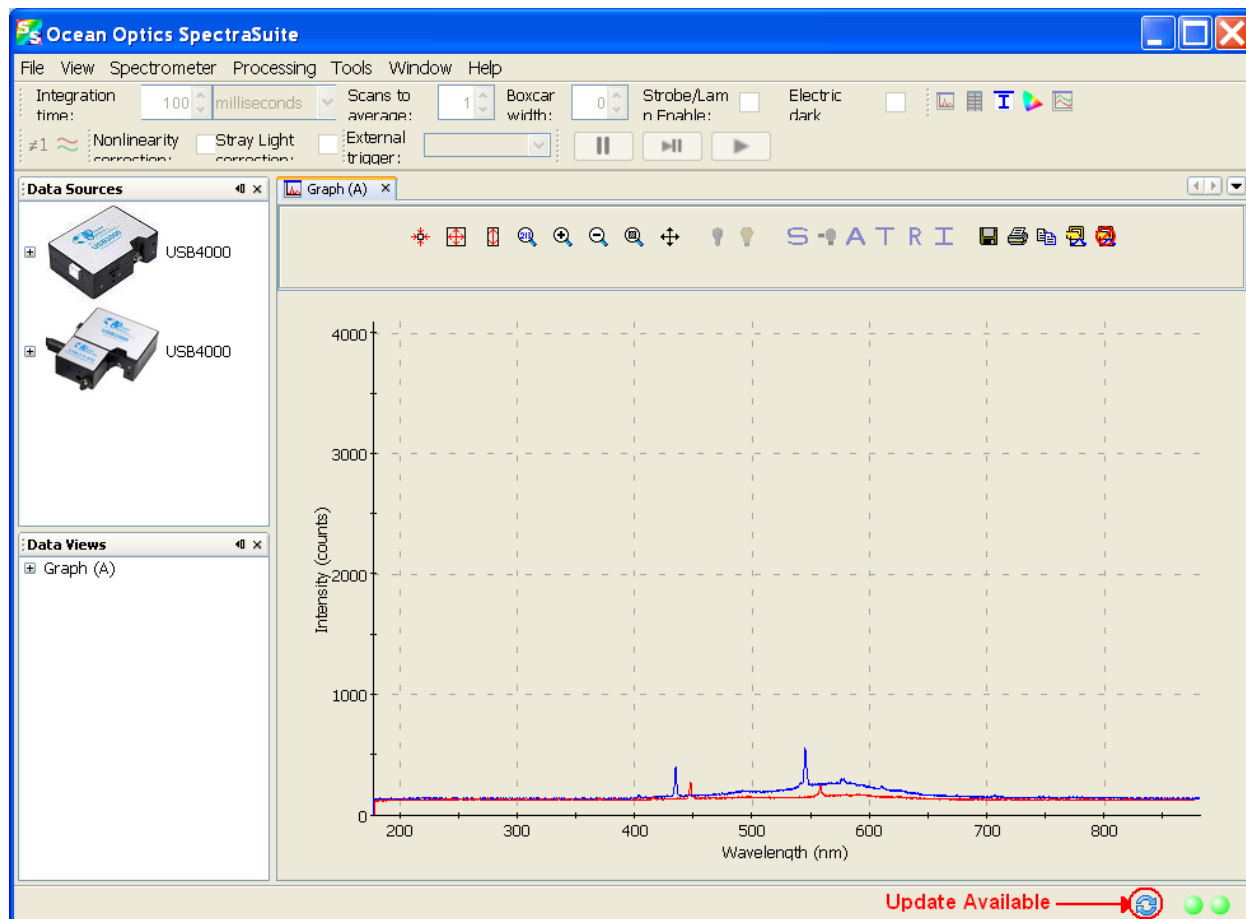 Ocean Optics SpectraSuite
File View Spectrometer Processing Tools Window Help
Integration time: 100 milliseconds Scans to average: 1 Boxcar width: 0 Strobe/Lam p Enable: Electric dark
≠1 Nonlinearity correction: Stray Light correction: External trigger:
Data Sources
USB4000
USB4000
Data Views
Graph (A)
Graph (A)
S A T R I
4000
3000
2000
1000
0
Intensity (counts)
200 300 400 500 600 700 800
Wavelength (nm)
Update Available